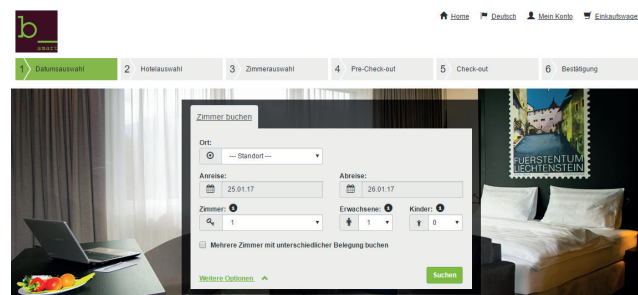 b_
smart
Home Deutsch Mein Konto Einkaufswage
1 Datumsauswahl 2 Hotelauswahl 3 Zimmerauswahl 4 Pre-Check-out 5 Check-out 6 Bestätigung
Zimmer buchen
Ort:
--- Standort ---
Anreise: Abreise:
25.01.17 26.01.17
Zimmer: Erwachsene: Kinder:
1 1 0
Mehrere Zimmer mit unterschiedlicher Belegung buchen
Weitere Optionen Suchen
FUERSTENTUM
LIECHTENSTEIN